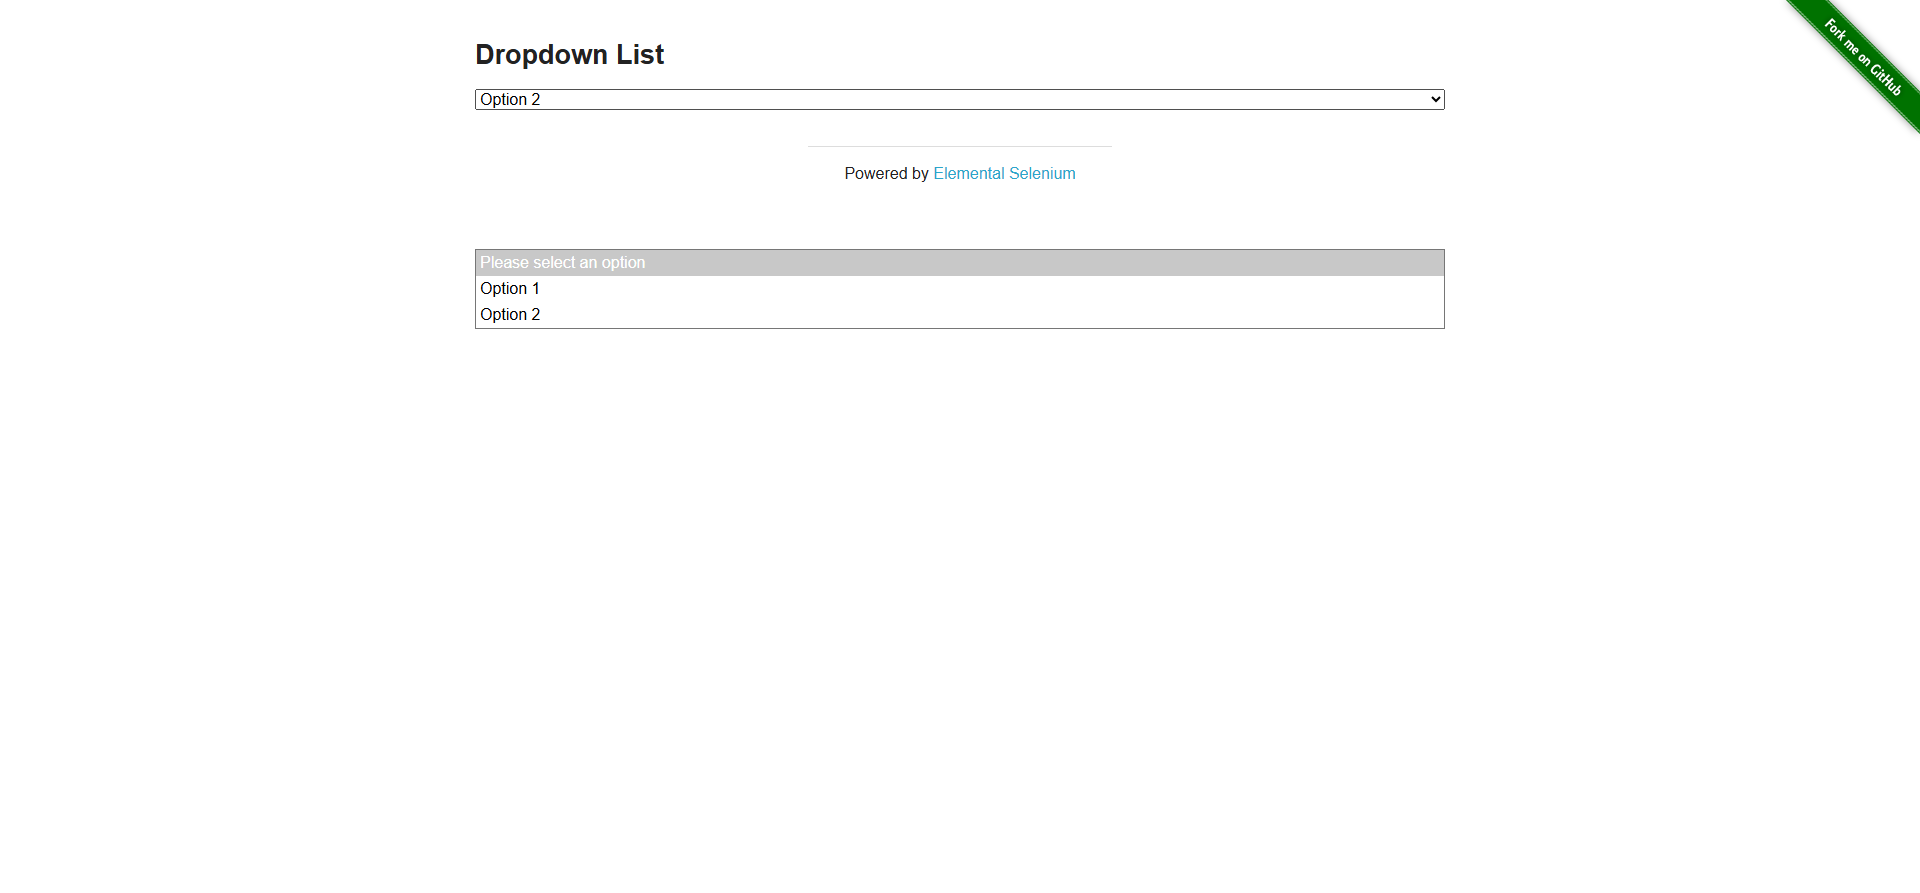 Fork me on GitHub
Dropdown List
Option 2
Powered by Elemental Selenium
Please select an option
Option 1
Option 2